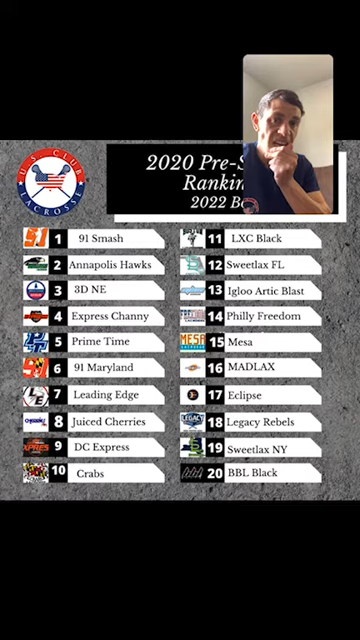 U.S. CLUB
LACROSSE
2020 Pre-S
Rankin
2022 B
1 91 Smash
2 Annapolis Hawks
3 3D NE
4 Express Channy
5 Prime Time
6 91 Maryland
7 Leading Edge
8 Juiced Cherries
9 DC Express
10 Crabs
11 LXC Black
12 Sweetlax FL
13 Igloo Artic Blast
14 Philly Freedom
15 Mesa
16 MADLAX
17 Eclipse
18 Legacy Rebels
19 Sweetlax NY
20 BBL Black